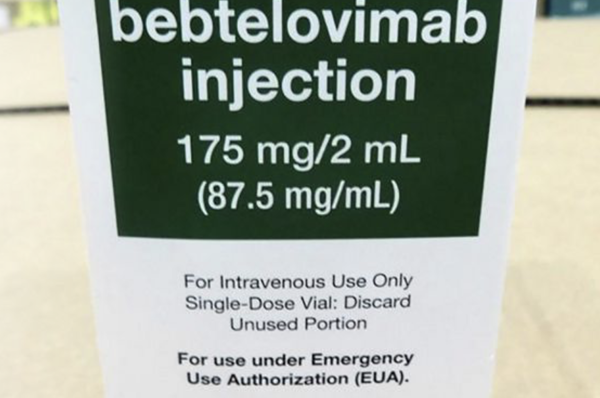 bebtelovimab
injection
175 mg/2 mL
(87.5 mg/mL)
For Intravenous Use Only
Single-Dose Vial: Discard
Unused Portion
For use under Emergency
Use Authorization (EUA).